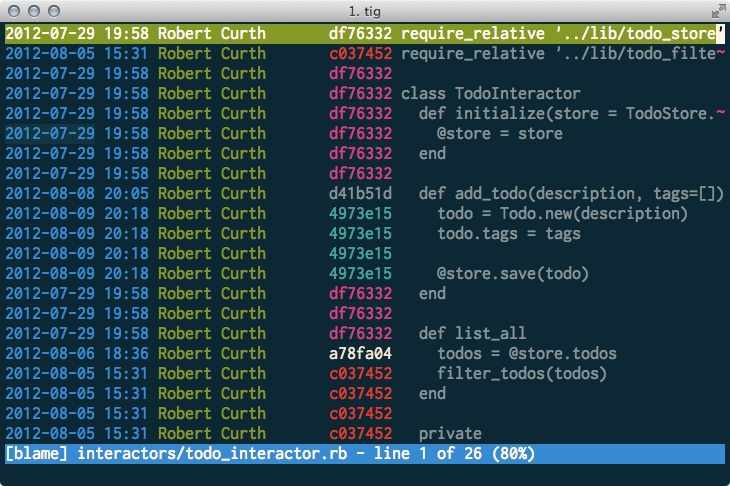 1. tig
2012-07-29 19:58 Robert Curth df76332 require_relative '../lib/todo_store'
2012-08-05 15:31 Robert Curth c037452 require_relative '../lib/todo_filte~
2012-07-29 19:58 Robert Curth df76332
2012-07-29 19:58 Robert Curth df76332 class TodoInteractor
2012-07-29 19:58 Robert Curth df76332   def initialize(store = TodoStore.~
2012-07-29 19:58 Robert Curth df76332     @store = store
2012-07-29 19:58 Robert Curth df76332   end
2012-07-29 19:58 Robert Curth df76332
2012-08-08 20:05 Robert Curth d41b51d   def add_todo(description, tags=[])
2012-08-09 20:18 Robert Curth 4973e15     todo = Todo.new(description)
2012-08-09 20:18 Robert Curth 4973e15     todo.tags = tags
2012-08-09 20:18 Robert Curth 4973e15
2012-08-09 20:18 Robert Curth 4973e15     @store.save(todo)
2012-07-29 19:58 Robert Curth df76332   end
2012-07-29 19:58 Robert Curth df76332
2012-07-29 19:58 Robert Curth df76332   def list_all
2012-08-06 18:36 Robert Curth a78fa04     todos = @store.todos
2012-08-05 15:31 Robert Curth c037452     filter_todos(todos)
2012-08-05 15:31 Robert Curth c037452   end
2012-08-05 15:31 Robert Curth c037452
2012-08-05 15:31 Robert Curth c037452   private
[blame] interactors/todo_interactor.rb - line 1 of 26 (80%)